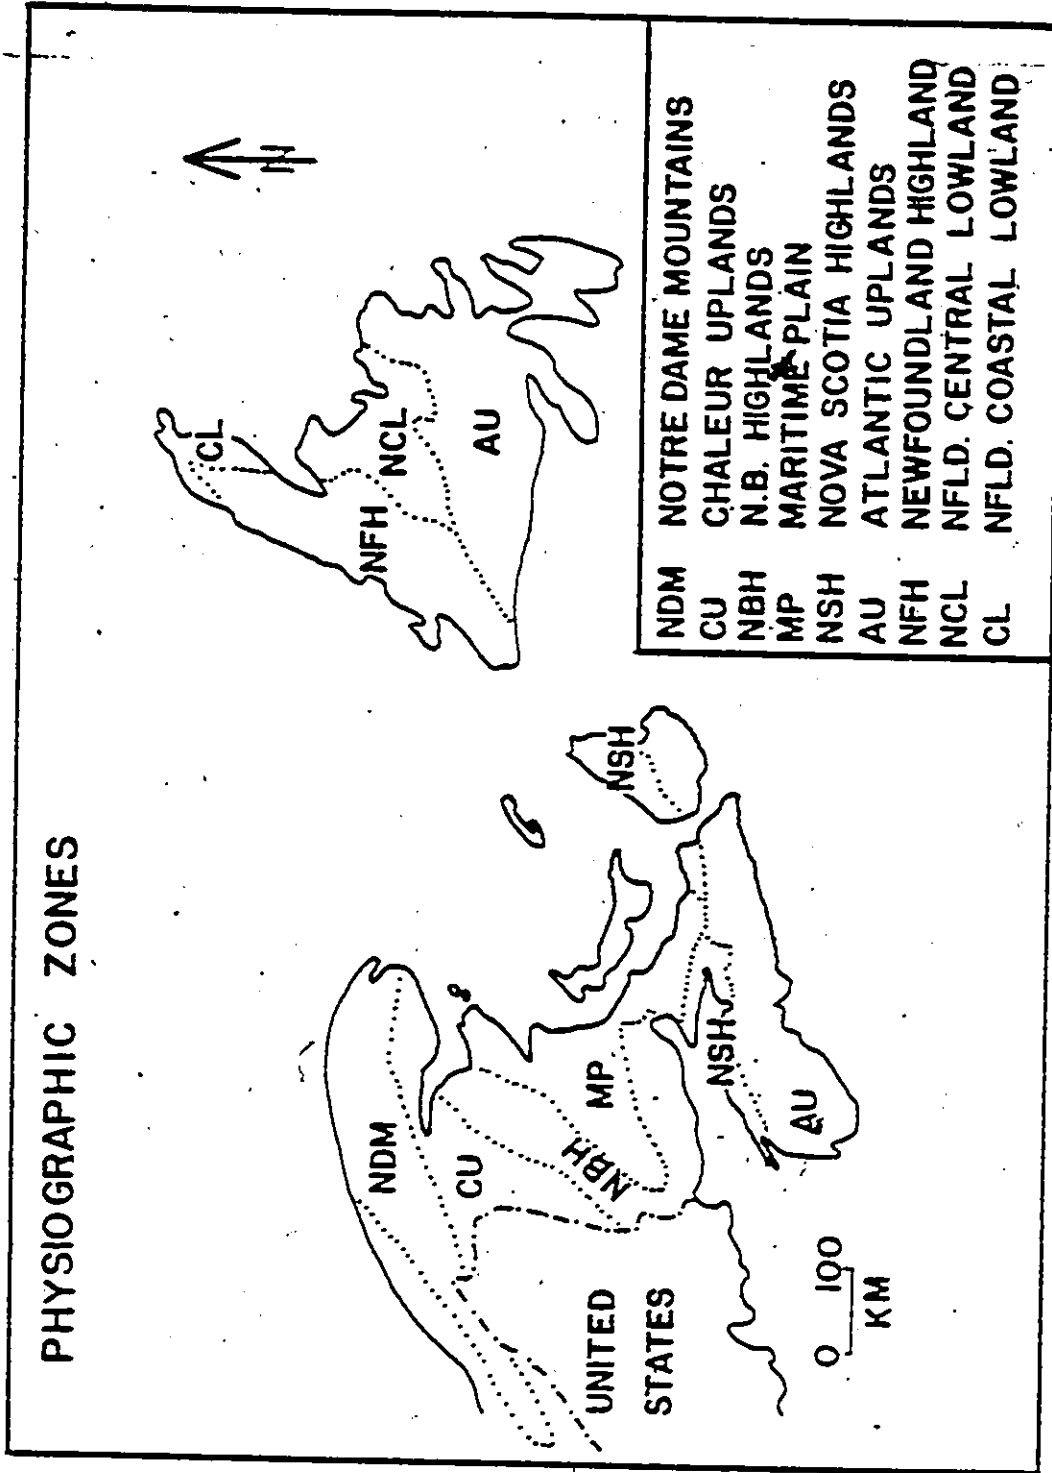 PHYSIOGRAPHIC ZONES
N
CL
NFH
NCL
AU
NDM
CU
NBH
MP
NSH
NSH
AU
UNITED
STATES
0 100
KM
NDM NOTRE DAME MOUNTAINS
CU CHALEUR UPLANDS
NBH N.B. HIGHLANDS
MP MARITIME PLAIN
NSH NOVA SCOTIA HIGHLANDS
AU ATLANTIC UPLANDS
NFH NEWFOUNDLAND HIGHLAND
NCL NFLD. CENTRAL LOWLAND
CL NFLD. COASTAL LOWLAND